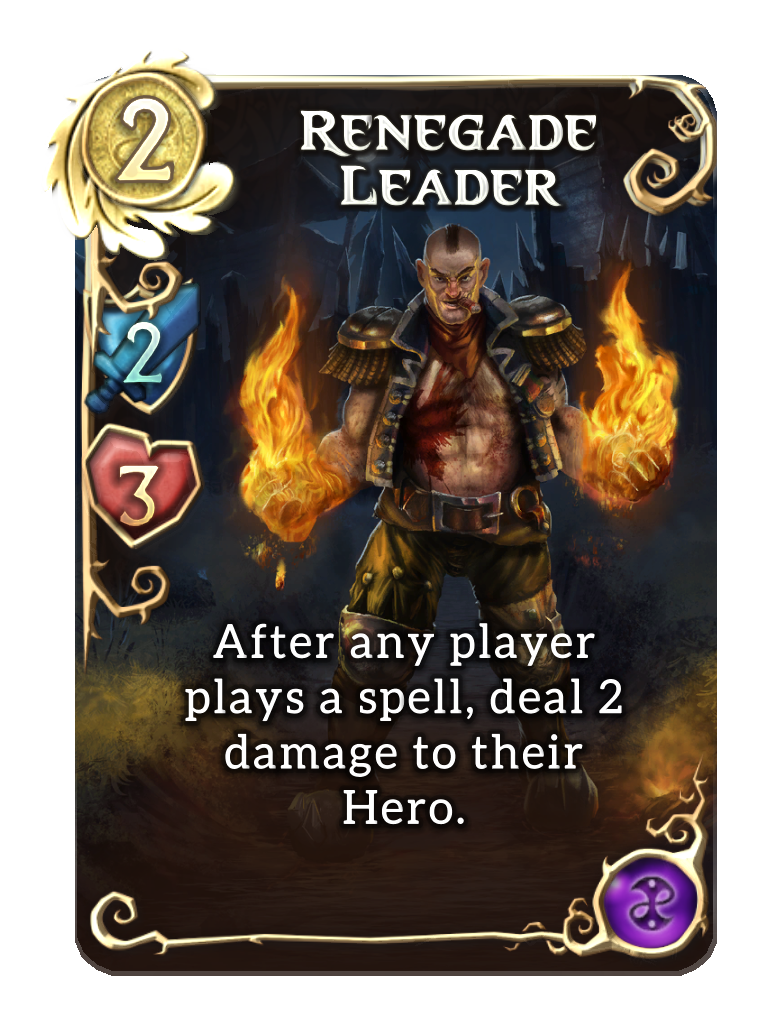 2
RENEGADE
LEADER
2
3
After any player
plays a spell, deal 2
damage to their
Hero.